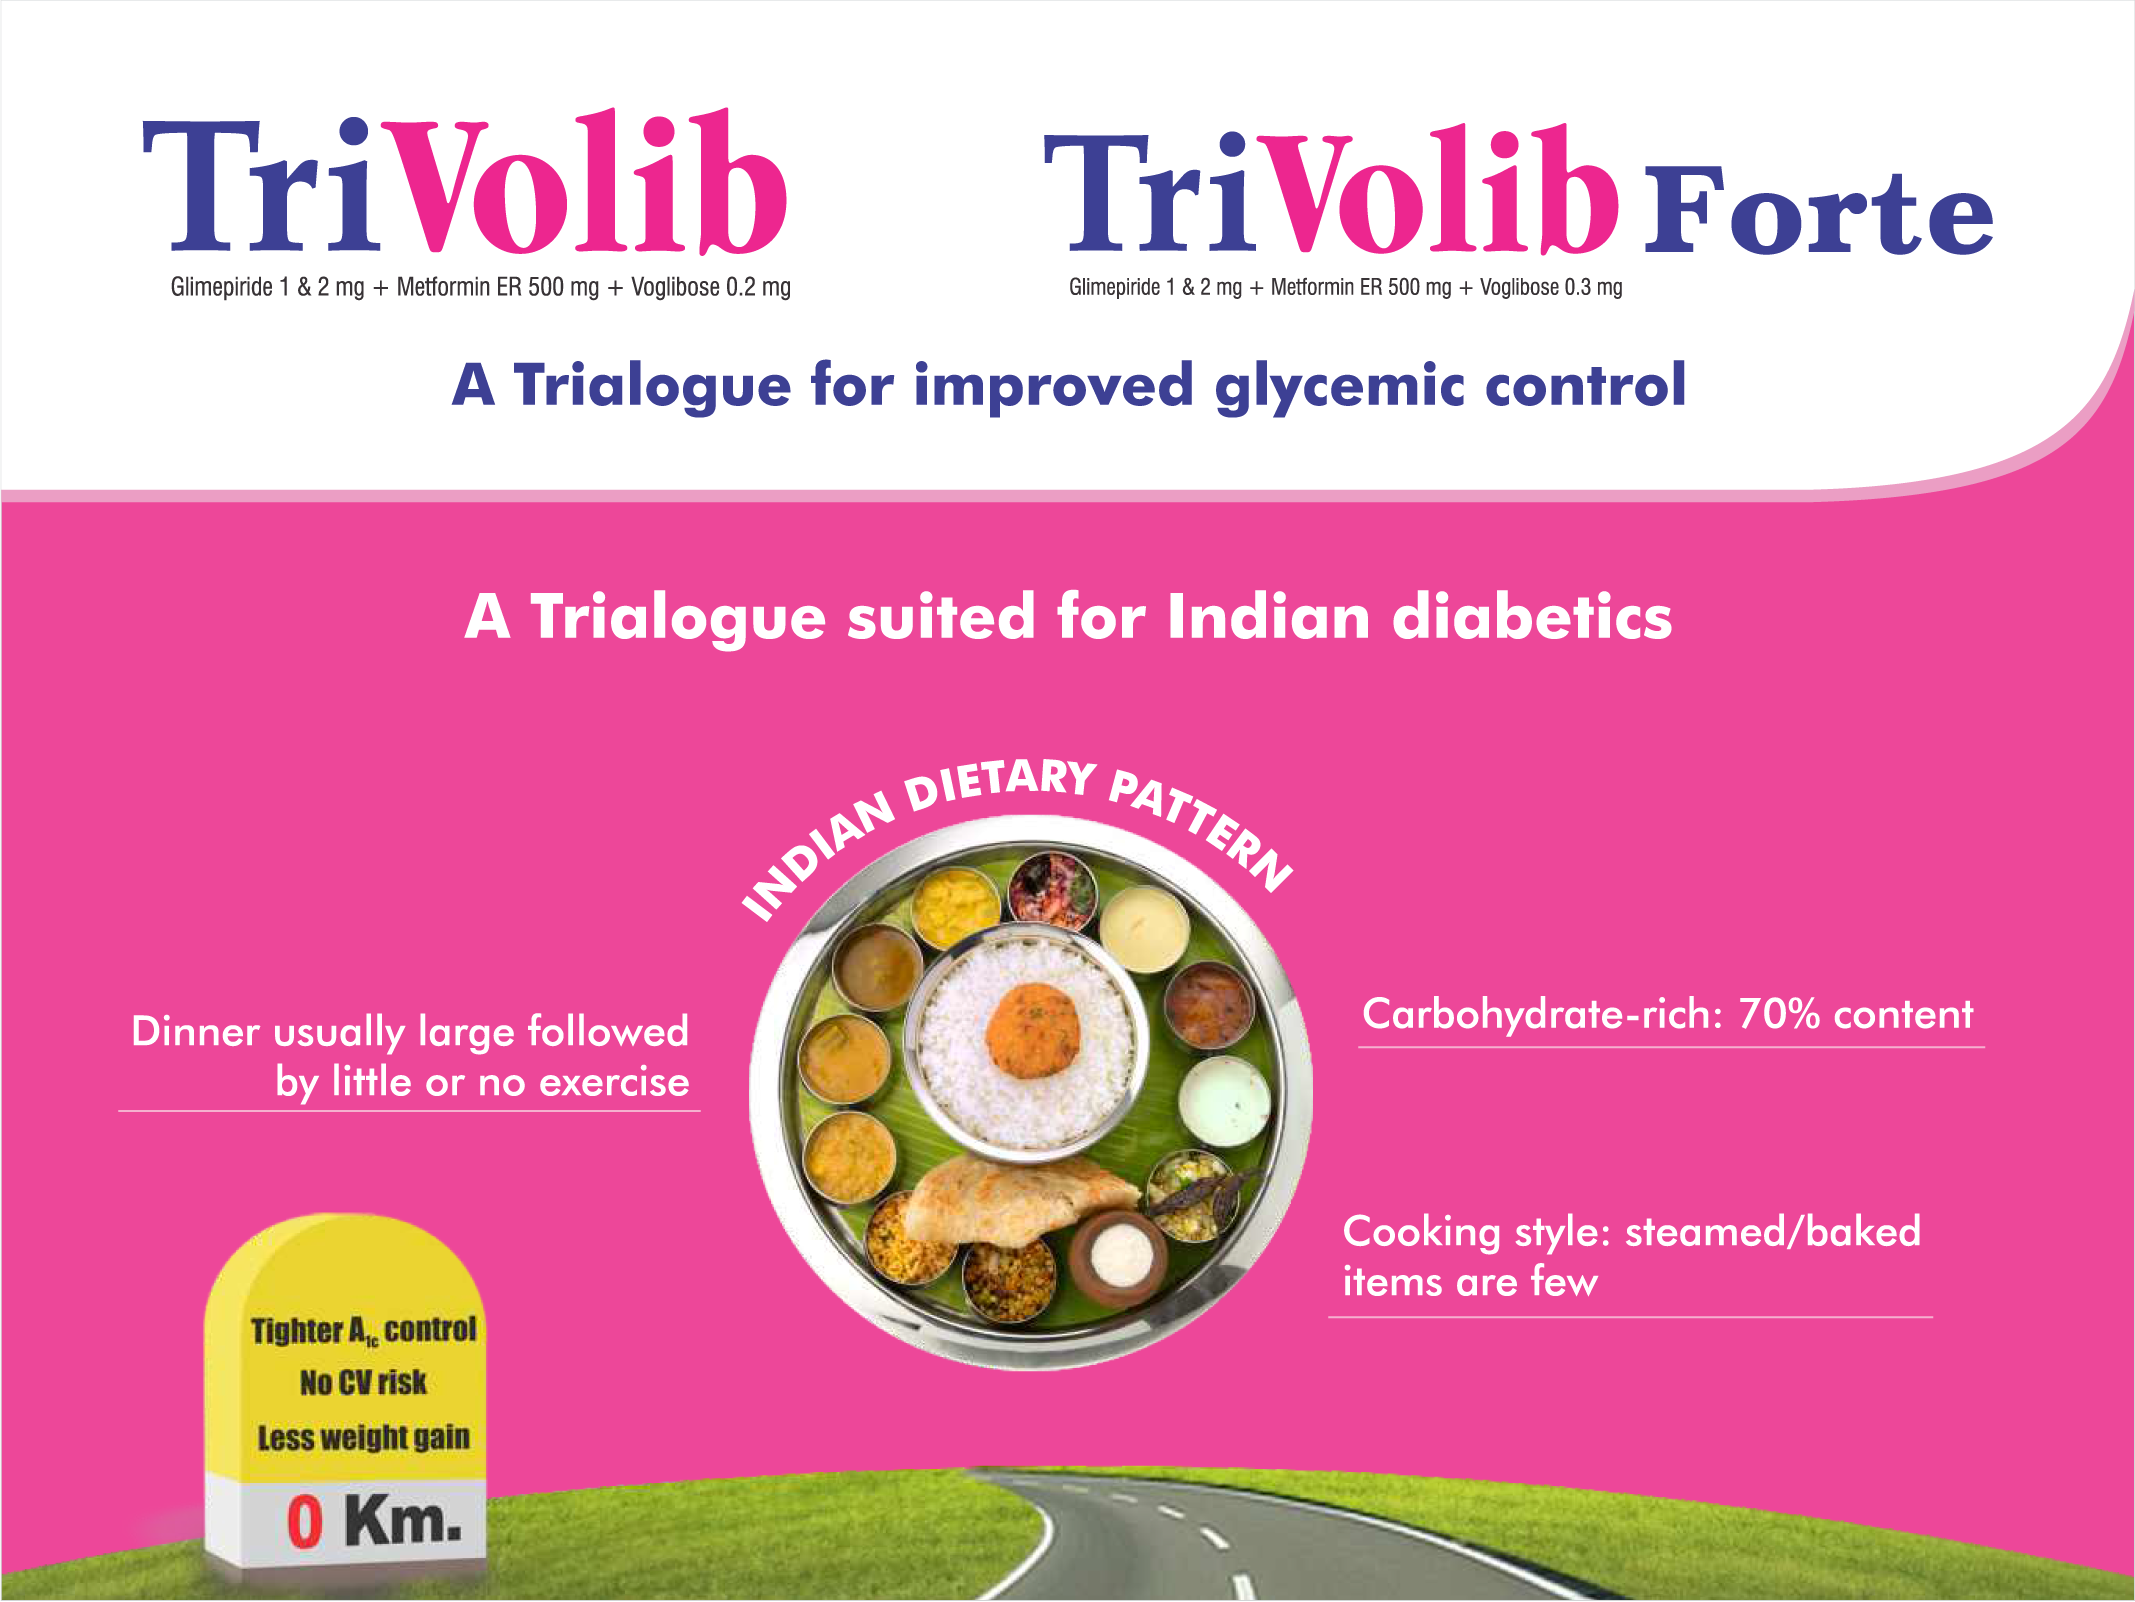 TriVolib
Glimepiride 1 & 2 mg + Metformin ER 500 mg + Voglibose 0.2 mg
TriVolib Forte
Glimepiride 1 & 2 mg + Metformin ER 500 mg + Voglibose 0.3 mg
A Trialogue for improved glycemic control
A Trialogue suited for Indian diabetics
INDIAN DIETARY PATTERN
Dinner usually large followed
by little or no exercise
Carbohydrate-rich: 70% content
Cooking style: steamed/baked
items are few
Tighter A1c control
No CV risk
Less weight gain
0 Km.